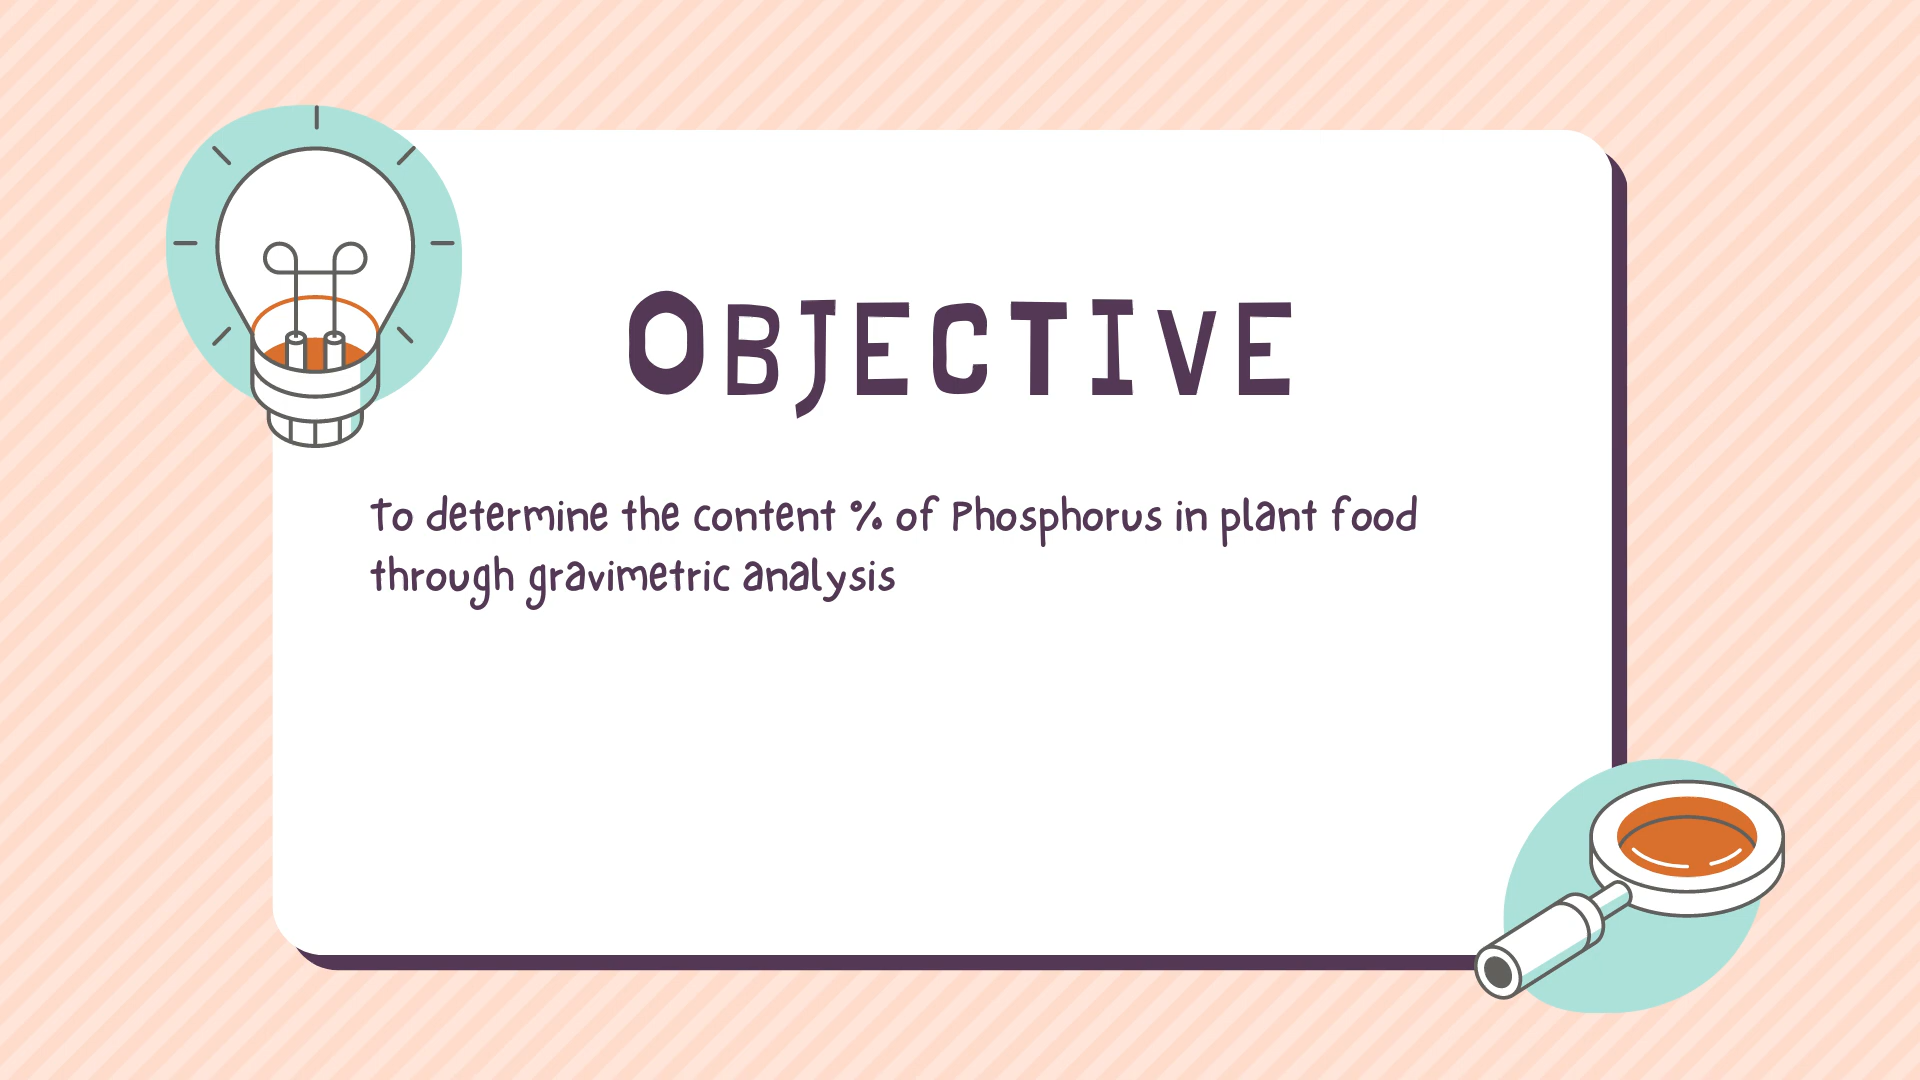 OBJECTIVE
To determine the content % of Phosphorus in plant food
through gravimetric analysis